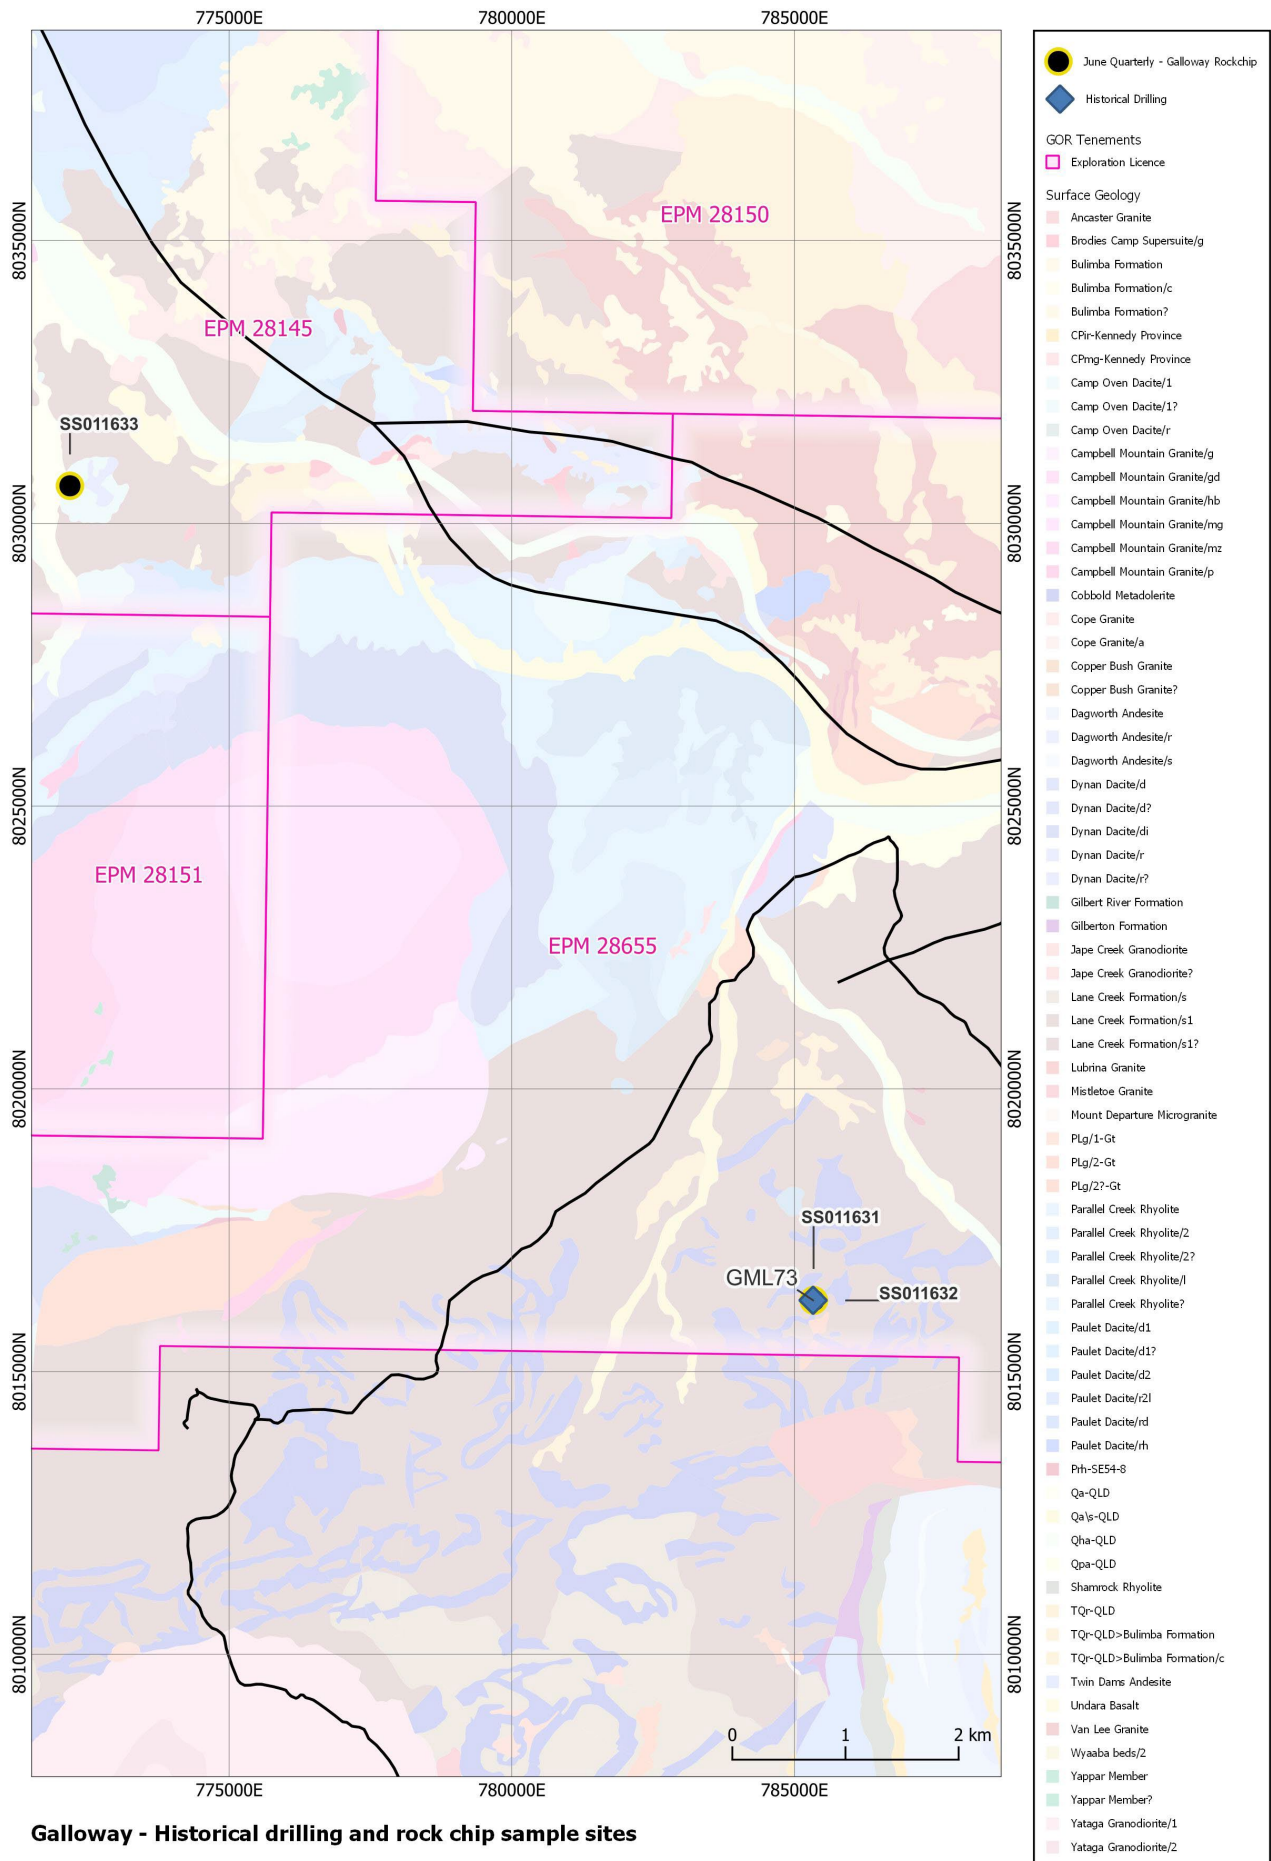 775000E
780000E
785000E
8035000N
8035000N
EPM 28150
EPM 28145
SS011633
8030000N
8030000N
8025000N
8025000N
EPM 28151
EPM 28655
8020000N
8020000N
SS011631
GML73
SS011632
8015000N
8015000N
8010000N
8010000N
0 1 2 km
775000E
780000E
785000E
Galloway - Historical drilling and rock chip sample sites
June Quarterly - Galloway Rockchip
Historical Drilling
GOR Tenements
Exploration Licence
Surface Geology
Ancaster Granite
Brodies Camp Supersuite/g
Bulimba Formation
Bulimba Formation/c
Bulimba Formation?
CPir-Kennedy Province
CPmg-Kennedy Province
Camp Oven Dacite/1
Camp Oven Dacite/1?
Camp Oven Dacite/r
Campbell Mountain Granite/g
Campbell Mountain Granite/gd
Campbell Mountain Granite/hb
Campbell Mountain Granite/mg
Campbell Mountain Granite/mz
Campbell Mountain Granite/p
Cobbold Metadolerite
Cope Granite
Cope Granite/a
Copper Bush Granite
Copper Bush Granite?
Dagworth Andesite
Dagworth Andesite/r
Dagworth Andesite/s
Dynan Dacite/d
Dynan Dacite/d?
Dynan Dacite/di
Dynan Dacite/r
Dynan Dacite/r?
Gilbert River Formation
Gilberton Formation
Jape Creek Granodiorite
Jape Creek Granodiorite?
Lane Creek Formation/s
Lane Creek Formation/s1
Lane Creek Formation/s1?
Lubrina Granite
Mistletoe Granite
Mount Departure Microgranite
PLg/1-Gt
PLg/2-Gt
PLg/2?-Gt
Parallel Creek Rhyolite
Parallel Creek Rhyolite/2
Parallel Creek Rhyolite/2?
Parallel Creek Rhyolite/l
Parallel Creek Rhyolite?
Paulet Dacite/d1
Paulet Dacite/d1?
Paulet Dacite/d2
Paulet Dacite/r2l
Paulet Dacite/rd
Paulet Dacite/rh
Prh-SE54-8
Qa-QLD
Qa\s-QLD
Qha-QLD
Qpa-QLD
Shamrock Rhyolite
TQr-QLD
TQr-QLD>Bulimba Formation
TQr-QLD>Bulimba Formation/c
Twin Dams Andesite
Undara Basalt
Van Lee Granite
Wyaaba beds/2
Yappar Member
Yappar Member?
Yataga Granodiorite/1
Yataga Granodiorite/2